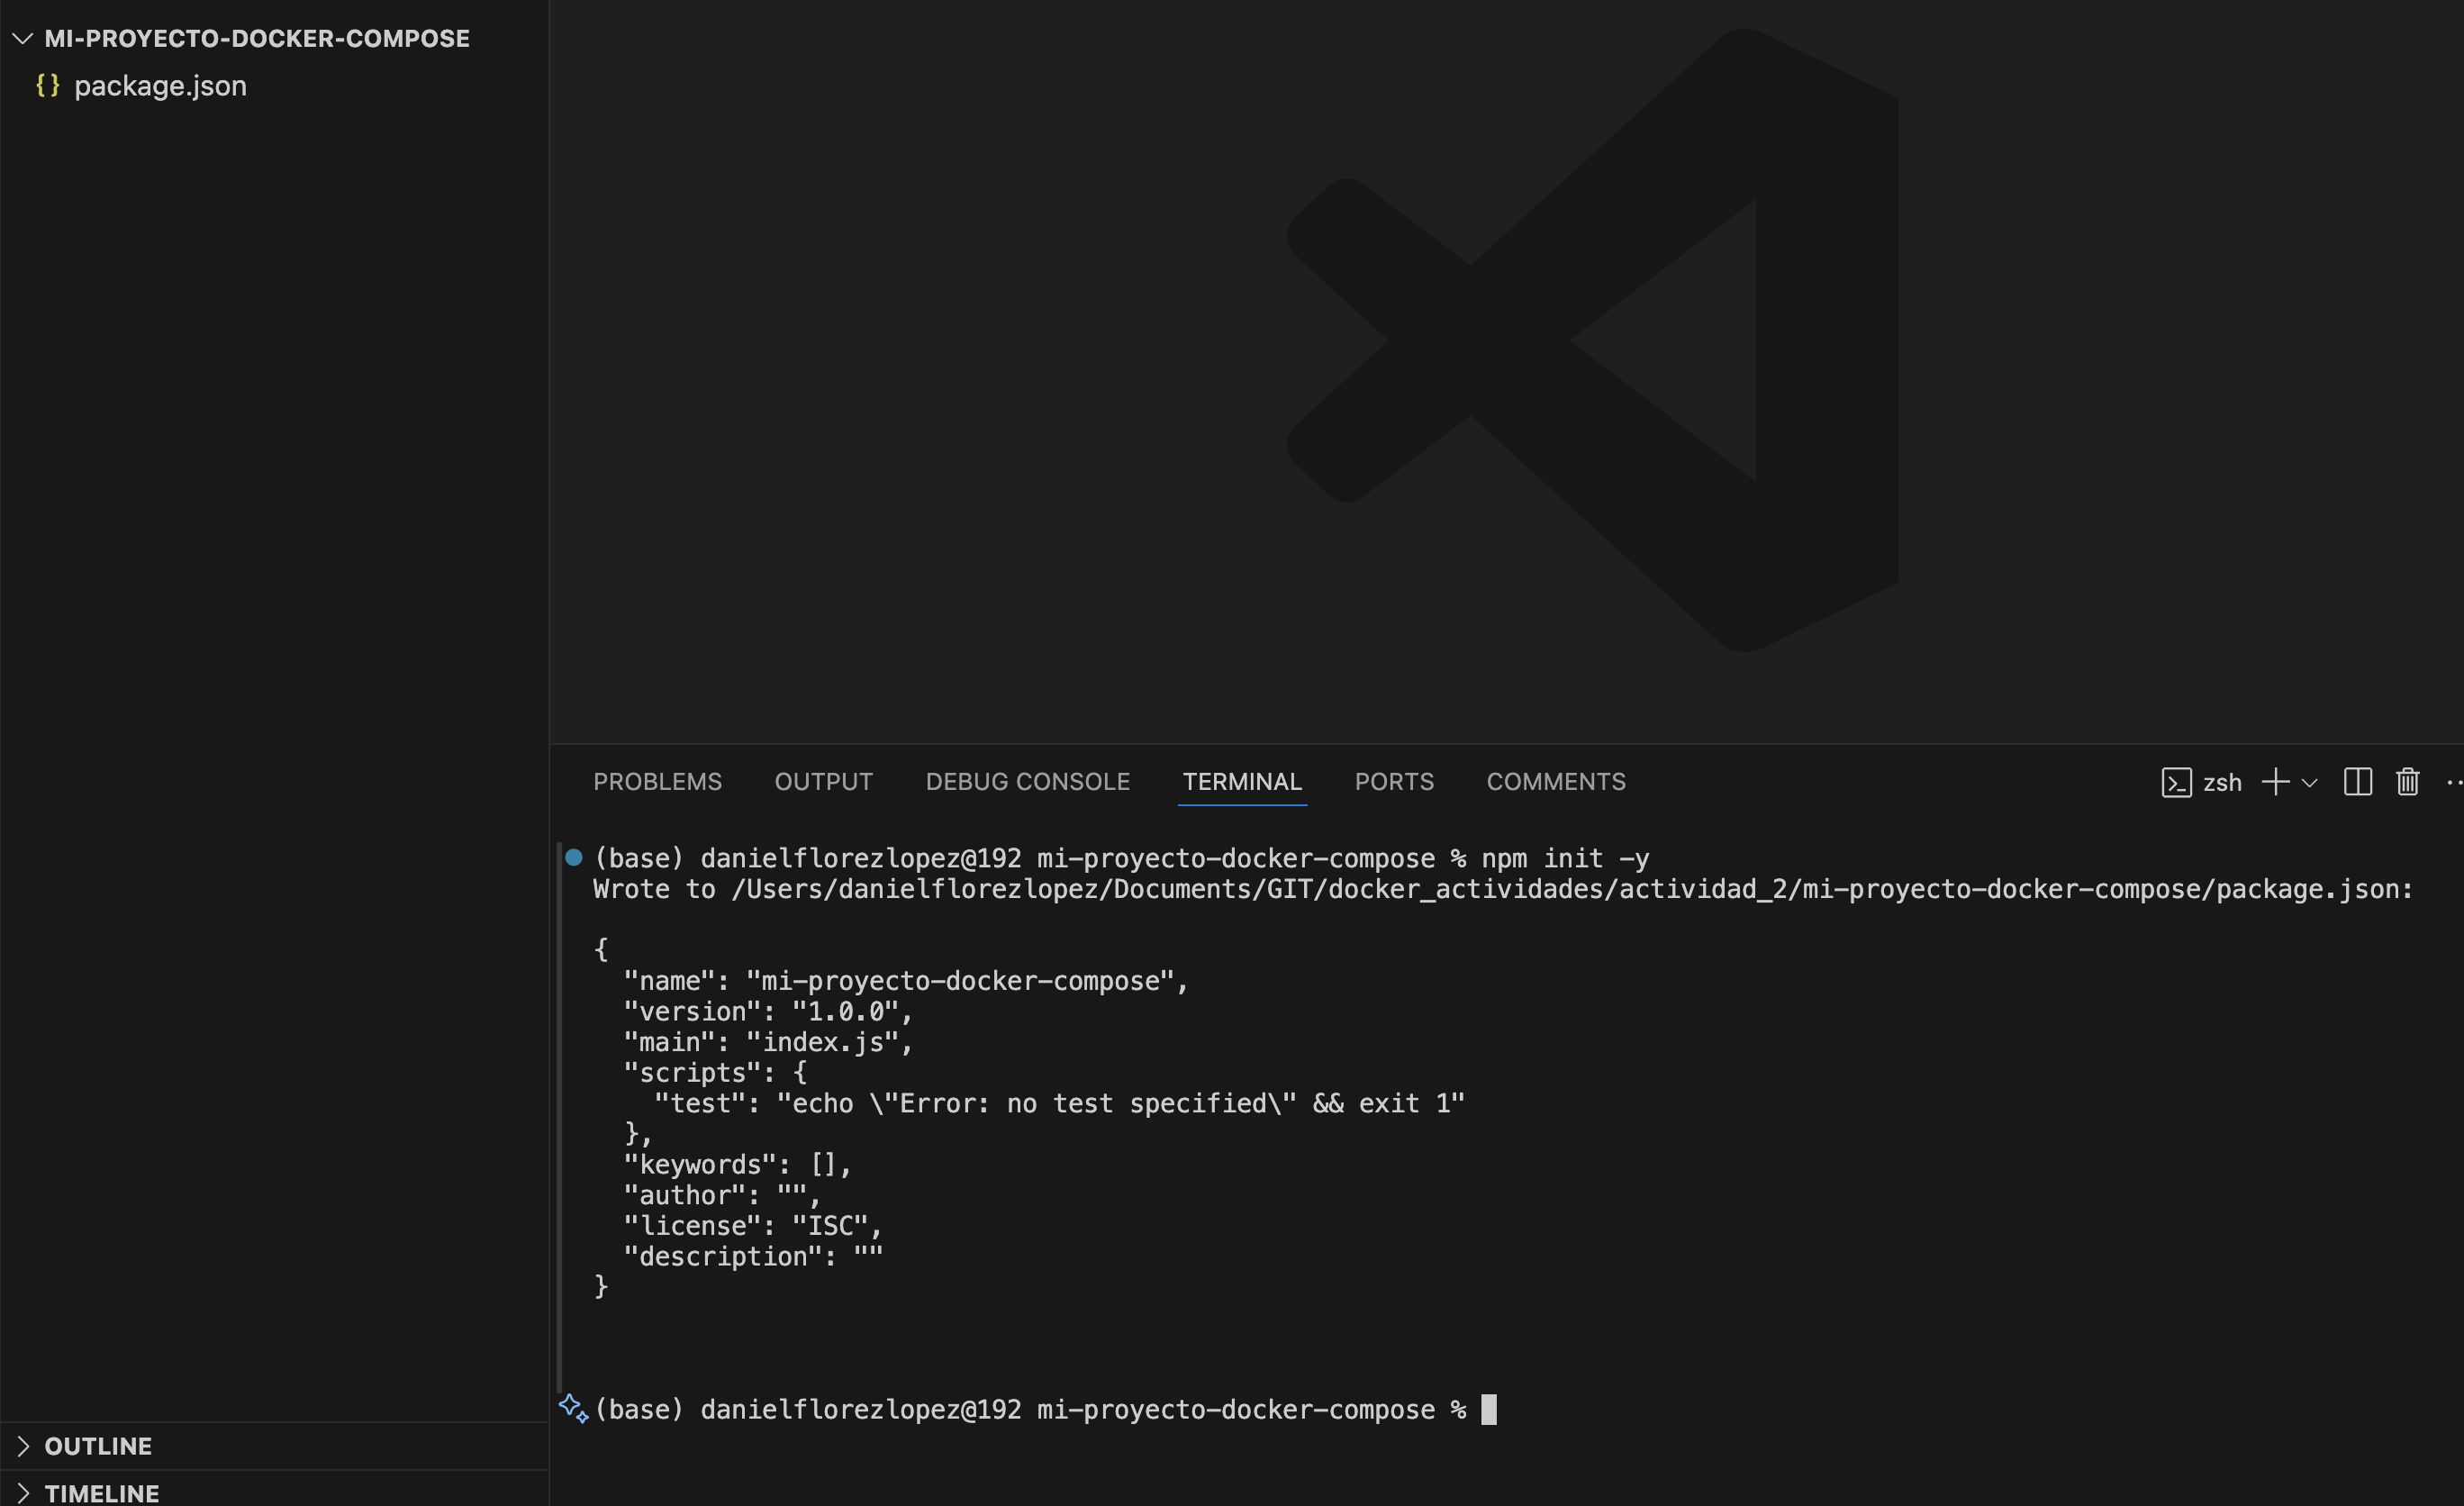 MI-PROYECTO-DOCKER-COMPOSE
{} package.json
OUTLINE
TIMELINE
PROBLEMS OUTPUT DEBUG CONSOLE TERMINAL PORTS COMMENTS zsh
(base) danielflorezlopez@192 mi-proyecto-docker-compose % npm init -y
Wrote to /Users/danielflorezlopez/Documents/GIT/docker_actividades/actividad_2/mi-proyecto-docker-compose/package.json:
{
  "name": "mi-proyecto-docker-compose",
  "version": "1.0.0",
  "main": "index.js",
  "scripts": {
    "test": "echo \"Error: no test specified\" && exit 1"
  },
  "keywords": [],
  "author": "",
  "license": "ISC",
  "description": ""
}
(base) danielflorezlopez@192 mi-proyecto-docker-compose %